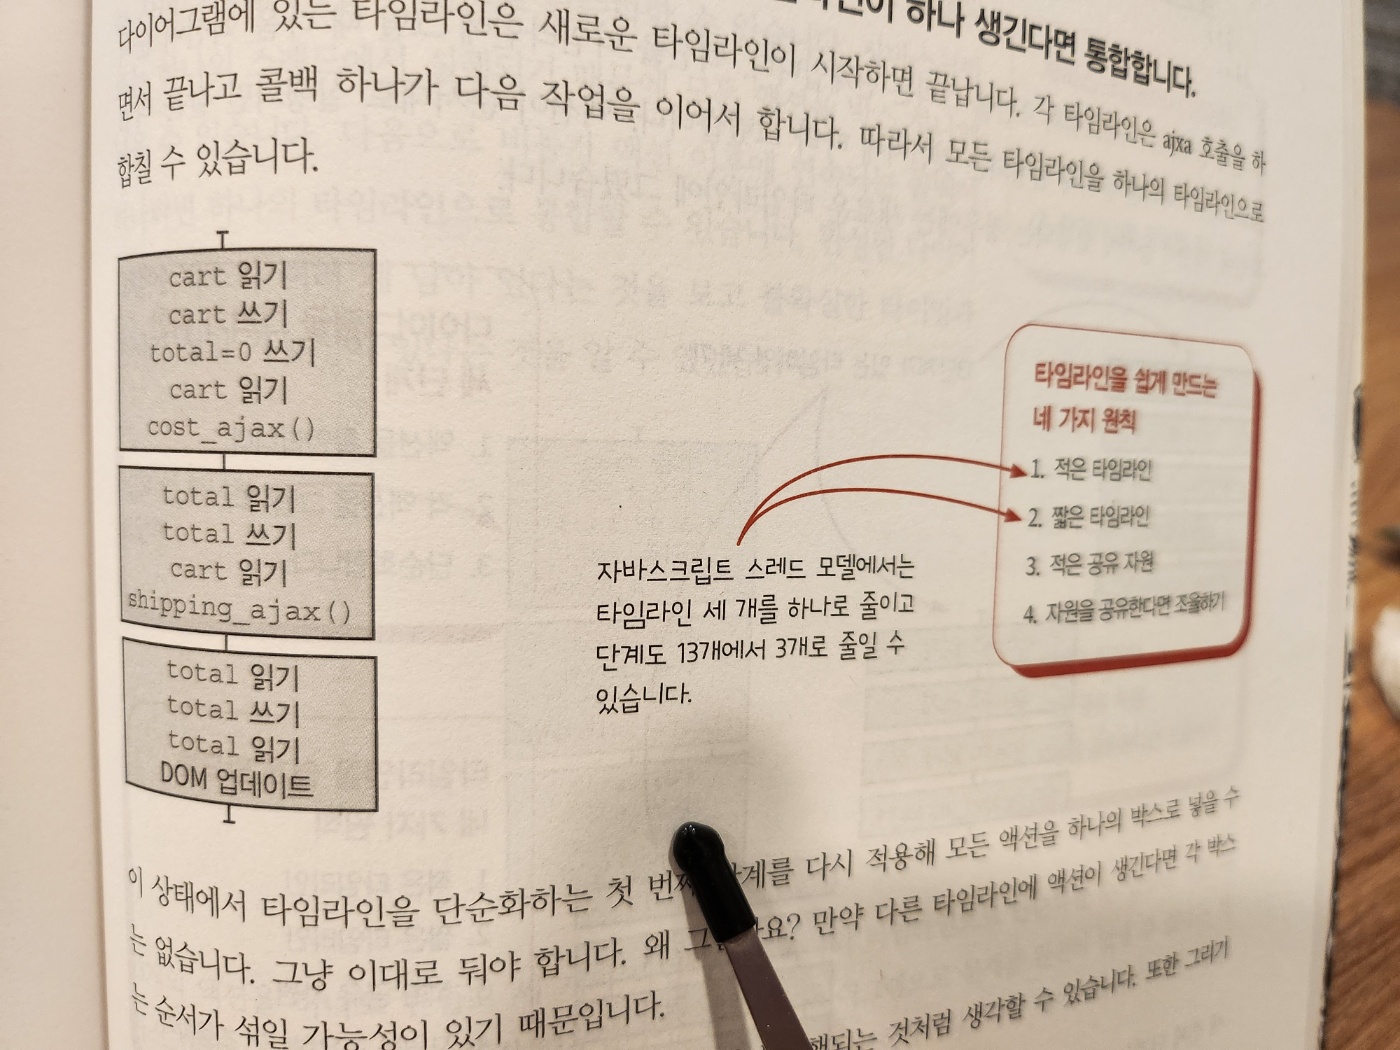 하나 생긴다면 통합합니다.
다이어그램에 있는 타임라인은 새로운 타임라인이 시작하면 끝납니다. 각 타임라인은 ajxa 호출을 하
면서 끝나고 콜백 하나가 다음 작업을 이어서 합니다. 따라서 모든 타임라인을 하나의 타임라인으로
합칠 수 있습니다.
cart 읽기
cart 쓰기
total=0 쓰기
cart 읽기
cost_ajax()
total 읽기
total 쓰기
cart 읽기
shipping_ajax()
total 읽기
total 쓰기
total 읽기
DOM 업데이트
자바스크립트 스레드 모델에서는
타임라인 세 개를 하나로 줄이고
단계도 13개에서 3개로 줄일 수
있습니다.
타임라인을 쉽게 만드는
네 가지 원칙
1. 적은 타임라인
2. 짧은 타임라인
3. 적은 공유 자원
4. 자원을 공유한다면 조율하기
이 상태에서 타임라인을 단순화하는 첫 번째 단계를 다시 적용해 모든 액션을 하나의 박스로 넣을 수
는 없습니다. 그냥 이대로 둬야 합니다. 왜 만약 다른 타임라인에 액션이 생긴다면 각 박스
는 순서가 섞일 가능성이 있기 때문입니다.
것처럼 생각할 수 있습니다. 또한 그리기